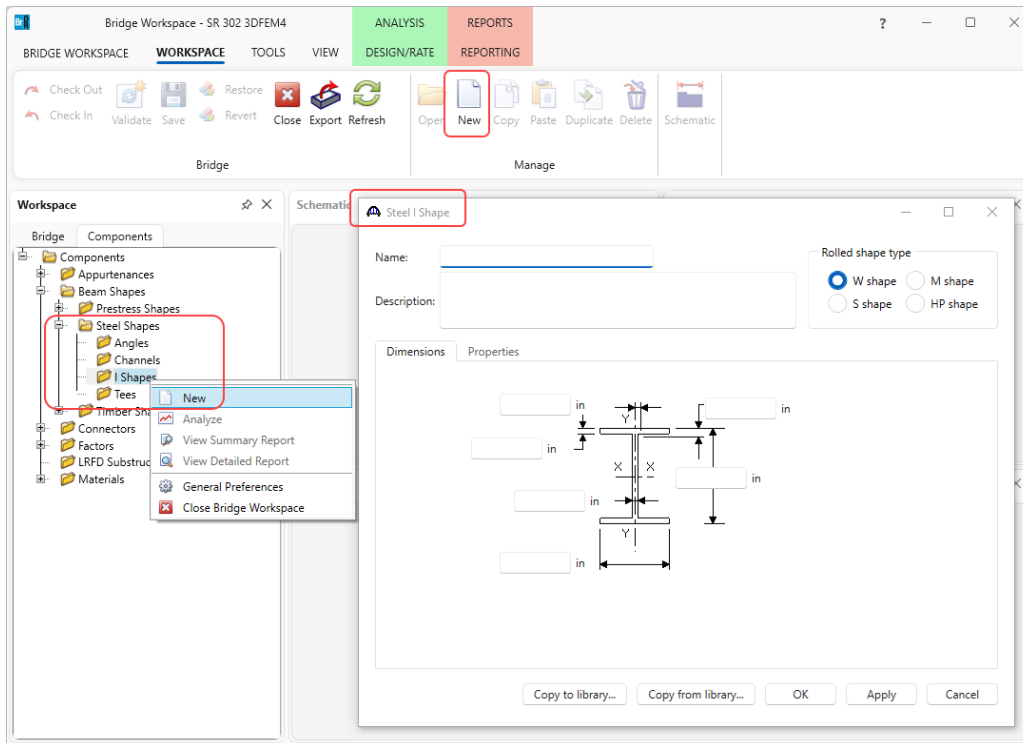 Br
Bridge Workspace - SR 302 3DFEM4
ANALYSIS
REPORTS
?
BRIDGE WORKSPACE
WORKSPACE
TOOLS
VIEW
DESIGN/RATE
REPORTING
Check Out
Check In
Validate
Save
Restore
Revert
Close
Export
Refresh
Open
New
Copy
Paste
Duplicate
Delete
Schematic
Bridge
Manage
Workspace
Schematic
Bridge
Components
Components
Appurtenances
Beam Shapes
Prestress Shapes
Steel Shapes
Angles
Channels
I Shapes
Tees
Timber Sha
Connectors
Factors
LRFD Substruc
Materials
New
Analyze
View Summary Report
View Detailed Report
General Preferences
Close Bridge Workspace
Steel I Shape
Name:
Description:
Rolled shape type
W shape
M shape
S shape
HP shape
Dimensions
Properties
in
in
Y
in
X
X
in
in
Y
in
Copy to library...
Copy from library...
OK
Apply
Cancel